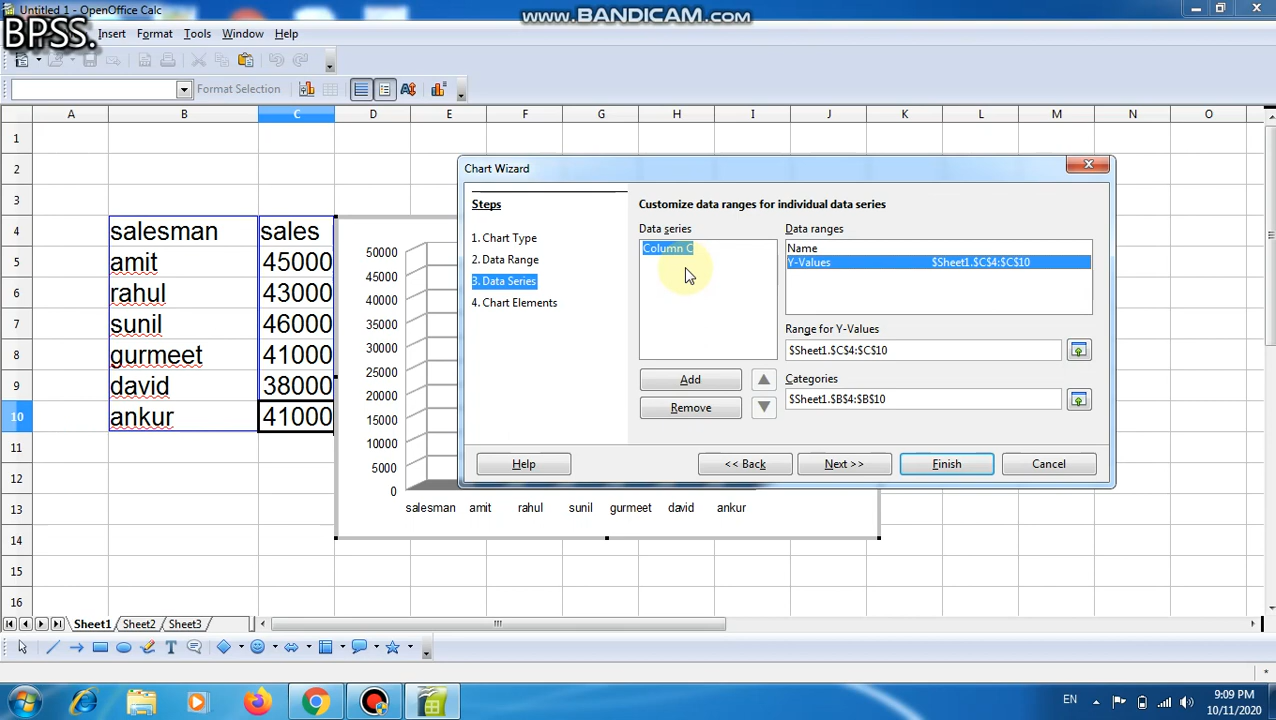 Untitled 1 - OpenOffice Calc
www.BANDICAM.com
BPSS.
Insert Format Tools Window Help
Format Selection
A B C D E F G H I J K L M N O
1
2
3
4 salesman sales
5 amit 45000
6 rahul 43000
7 sunil 46000
8 gurmeet 41000
9 david 38000
10 ankur 41000
11
12
13
14
15
16
50000
45000
40000
35000
30000
25000
20000
15000
10000
5000
0
salesman amit rahul sunil gurmeet david ankur
Chart Wizard
Steps
1. Chart Type
2. Data Range
3. Data Series
4. Chart Elements
Customize data ranges for individual data series
Data series
Column C
Add
Remove
Data ranges
Name
Y-Values $Sheet1.$C$4:$C$10
Range for Y-Values
$Sheet1.$C$4:$C$10
Categories
$Sheet1.$B$4:$B$10
Help << Back Next >> Finish Cancel
Sheet1 Sheet2 Sheet3
EN
9:09 PM
10/11/2020